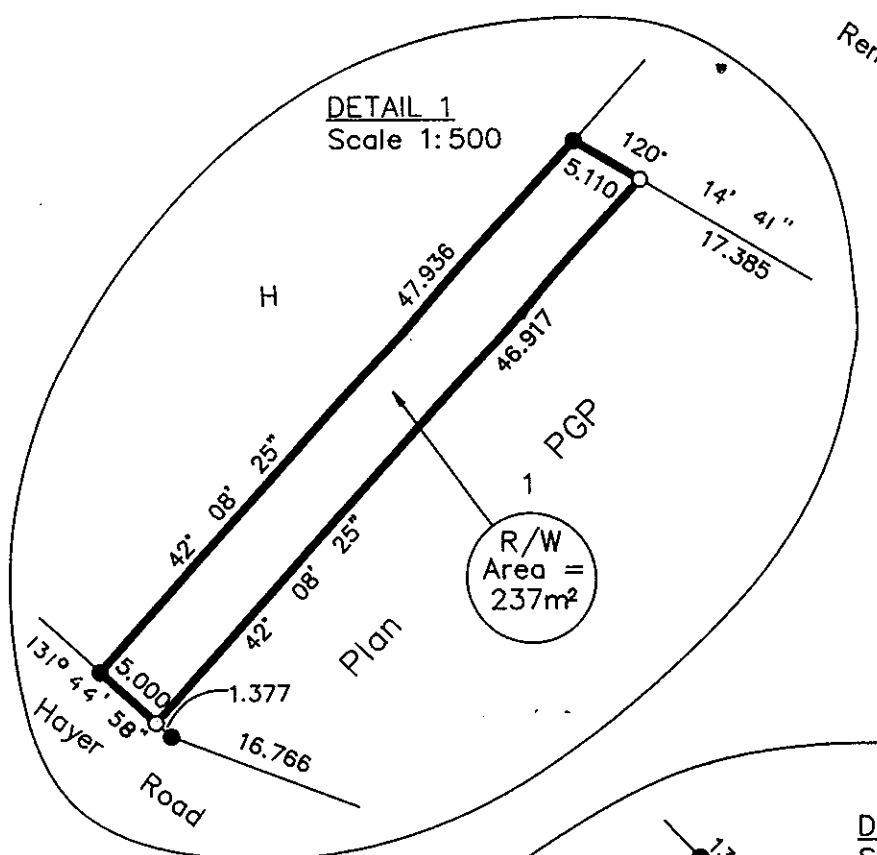 Ren
DETAIL 1
Scale 1:500
120°
5.110
14' 41"
17.385
47.936
H
46.917
PGP
1
42° 08' 25"
R/W
Area =
237m²
42° 08' 25"
Plan
131° 44' 58"
5.000
1.377
Hayer
16.766
Road
D
S